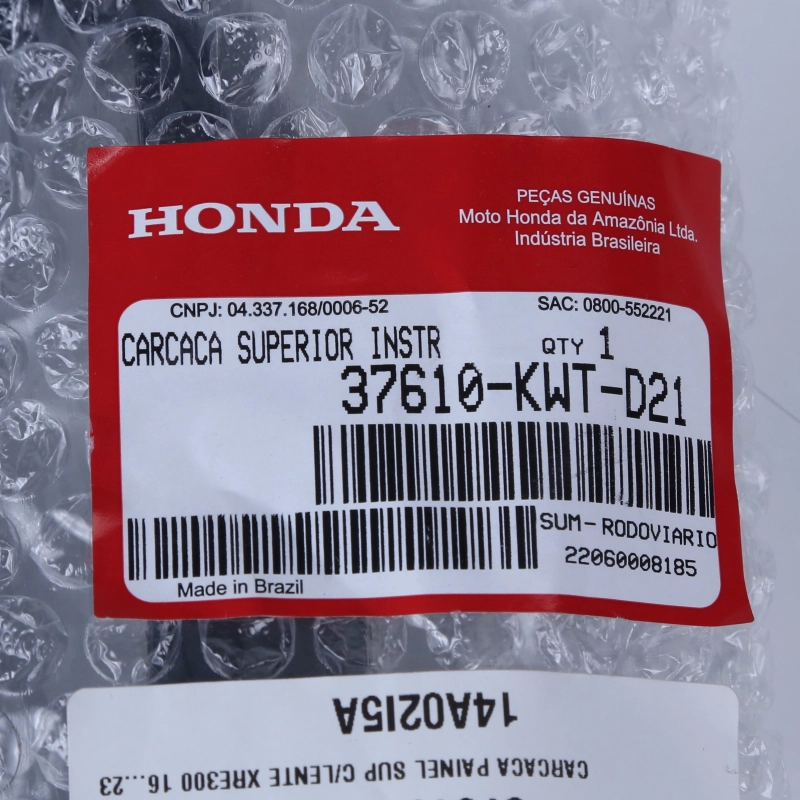 HONDA
PEÇAS GENUÍNAS
Moto Honda da Amazônia Ltda.
Indústria Brasileira
CNPJ: 04.337.168/0006-52
SAC: 0800-552221
CARCACA SUPERIOR INSTR
QTY 1
37610-KWT-D21
SUM-RODOVIARIO
22060008185
Made in Brazil
14A02I5A
CARCACA PAINEL SUP C/LENTE XRE300 16...23